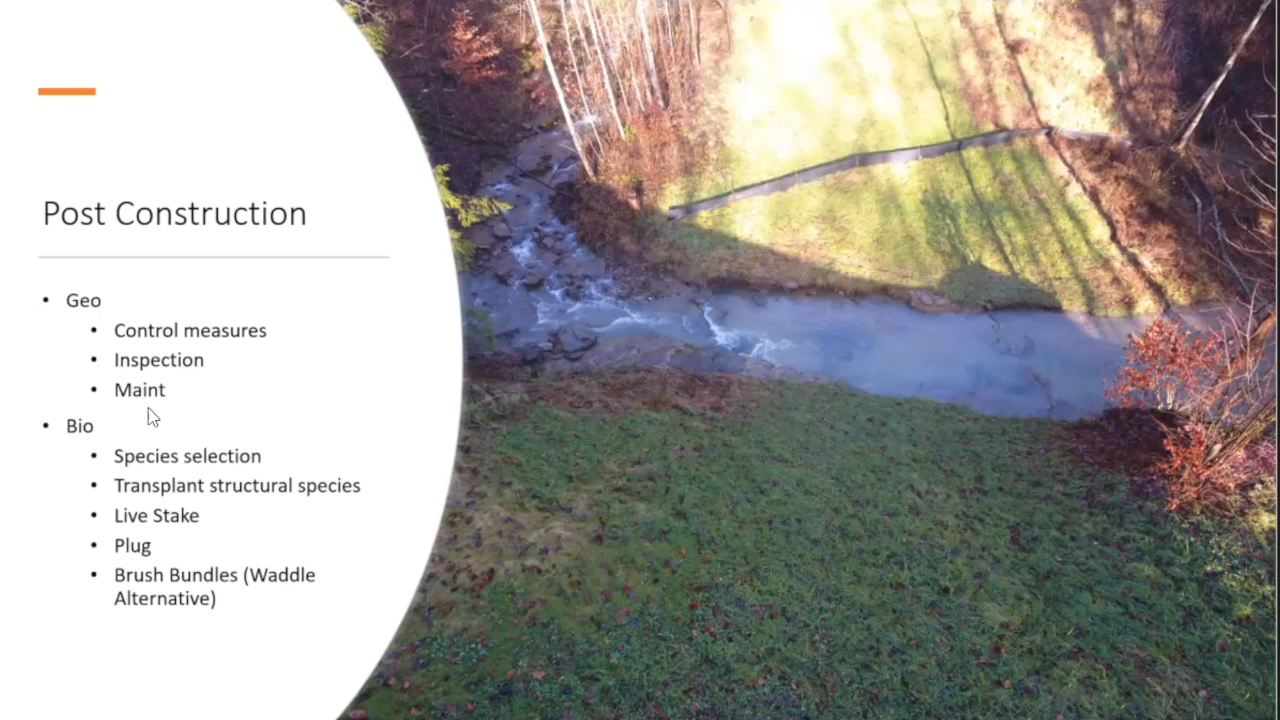 Post Construction
• Geo
• Control measures
• Inspection
• Maint
• Bio
• Species selection
• Transplant structural species
• Live Stake
• Plug
• Brush Bundles (Waddle
Alternative)